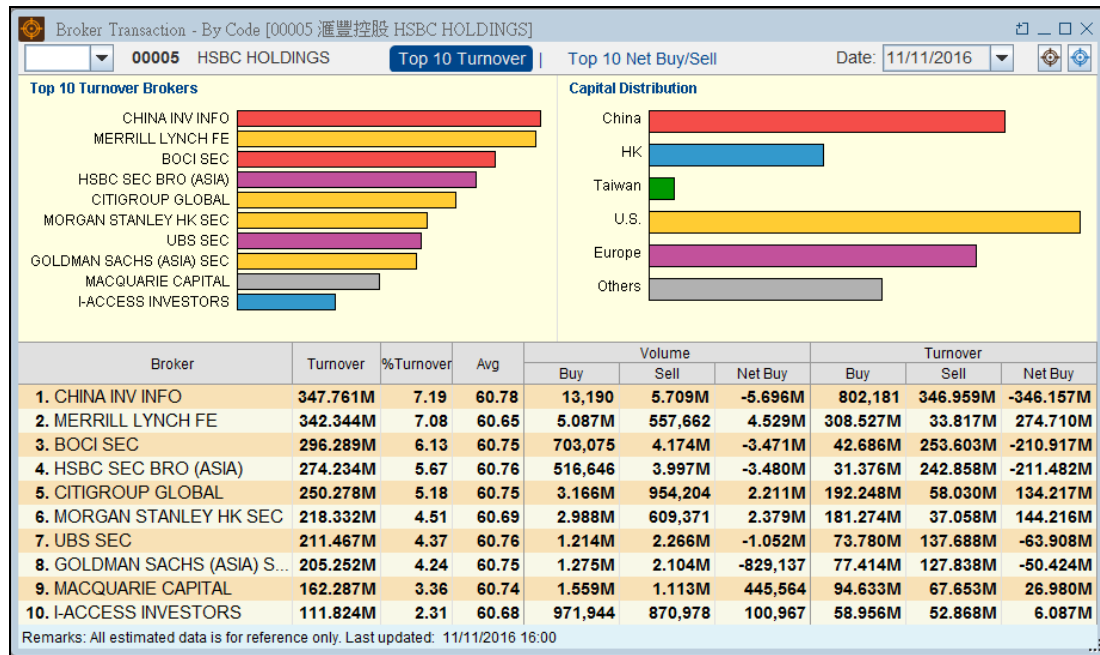 Broker Transaction - By Code [00005 滙豐控股 HSBC HOLDINGS]
00005 HSBC HOLDINGS Top 10 Turnover | Top 10 Net Buy/Sell Date: 11/11/2016
Top 10 Turnover Brokers
CHINA INV INFO
MERRILL LYNCH FE
BOCI SEC
HSBC SEC BRO (ASIA)
CITIGROUP GLOBAL
MORGAN STANLEY HK SEC
UBS SEC
GOLDMAN SACHS (ASIA) SEC
MACQUARIE CAPITAL
I-ACCESS INVESTORS
Capital Distribution
China
HK
Taiwan
U.S.
Europe
Others
Broker Turnover %Turnover Avg Volume Turnover
Buy Sell Net Buy Buy Sell Net Buy
1. CHINA INV INFO 347.761M 7.19 60.78 13,190 5.709M -5.696M 802,181 346.959M -346.157M
2. MERRILL LYNCH FE 342.344M 7.08 60.65 5.087M 557,662 4.529M 308.527M 33.817M 274.710M
3. BOCI SEC 296.289M 6.13 60.75 703,075 4.174M -3.471M 42.686M 253.603M -210.917M
4. HSBC SEC BRO (ASIA) 274.234M 5.67 60.76 516,646 3.997M -3.480M 31.376M 242.858M -211.482M
5. CITIGROUP GLOBAL 250.278M 5.18 60.75 3.166M 954,204 2.211M 192.248M 58.030M 134.217M
6. MORGAN STANLEY HK SEC 218.332M 4.51 60.69 2.988M 609,371 2.379M 181.274M 37.058M 144.216M
7. UBS SEC 211.467M 4.37 60.76 1.214M 2.266M -1.052M 73.780M 137.688M -63.908M
8. GOLDMAN SACHS (ASIA) S... 205.252M 4.24 60.75 1.275M 2.104M -829,137 77.414M 127.838M -50.424M
9. MACQUARIE CAPITAL 162.287M 3.36 60.74 1.559M 1.113M 445,564 94.633M 67.653M 26.980M
10. I-ACCESS INVESTORS 111.824M 2.31 60.68 971,944 870,978 100,967 58.956M 52.868M 6.087M
Remarks: All estimated data is for reference only. Last updated: 11/11/2016 16:00